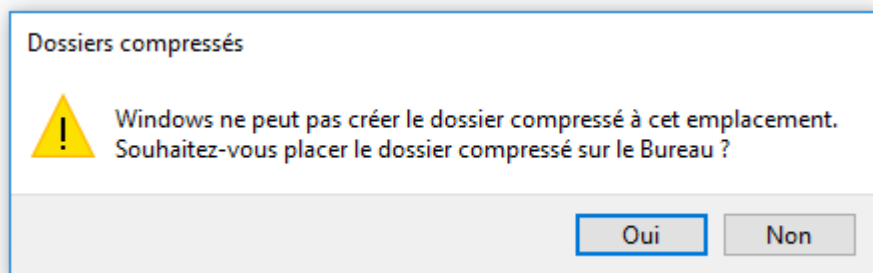 Dossiers compressés
Windows ne peut pas créer le dossier compressé à cet emplacement.
Souhaitez-vous placer le dossier compressé sur le Bureau ?
Oui
Non